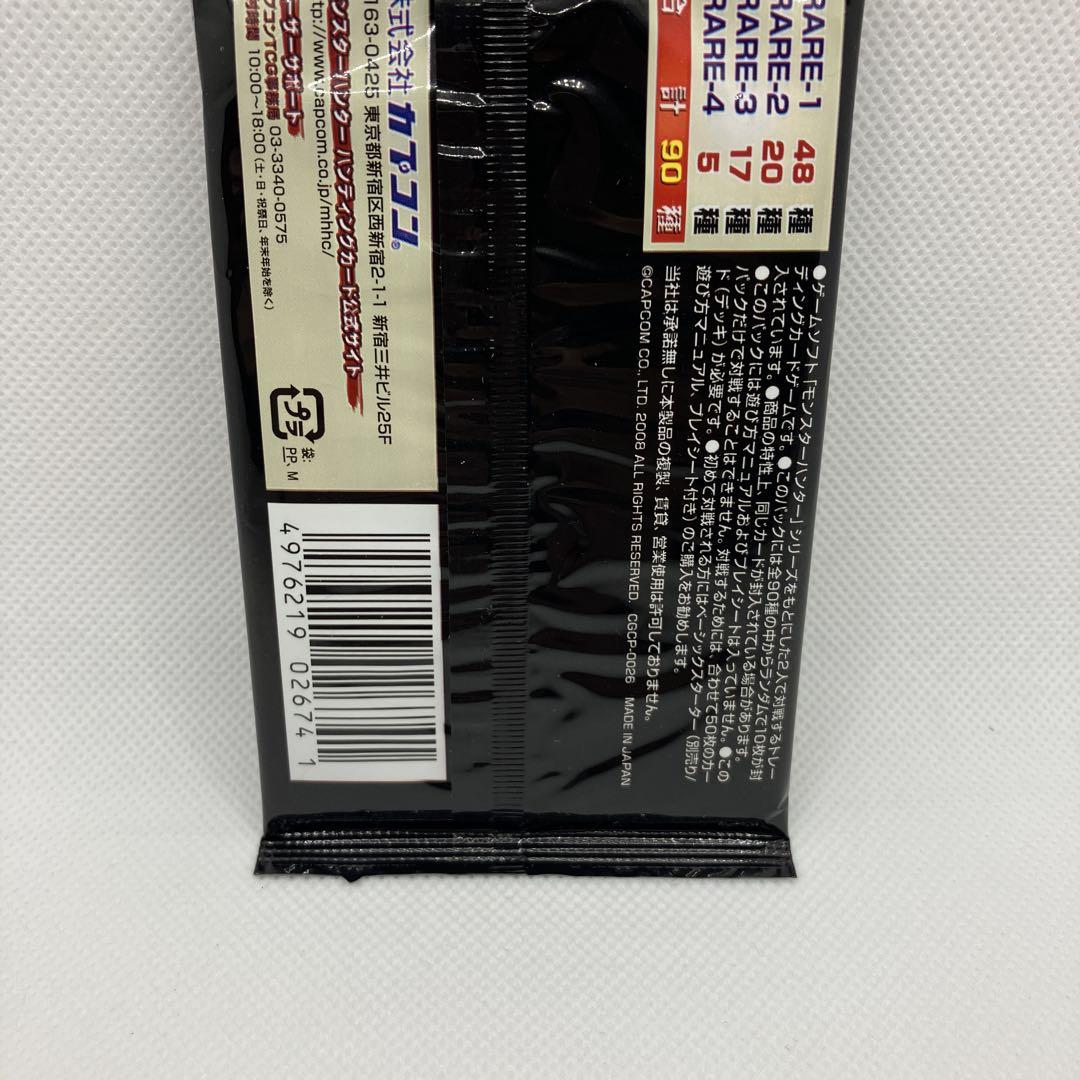 RARE-1 48 種
RARE-2 20 種
RARE-3 17 種
RARE-4 5 種
合計 90 種
●ゲームソフト「モンスターハンター」シリーズをもとにした2人で対戦するトレー
ディングカードゲームです。●このパックには全90種の中からランダムで10枚が封
入されています。●商品の特性上、同じカードが封入されている場合があります。
●このパックには遊び方マニュアルおよびプレイシートは入っていません。●この
パックだけで対戦することはできません。対戦するためには、合わせて50枚のカー
ド(デッキ)が必要です。●初めて対戦される方にはベーシックスターター(別売り/
遊び方マニュアル、プレイシート付き)のご購入をお勧めします。
当社は承諾無しに本製品の複製、賃貸、営業使用は許可しておりません。
©CAPCOM CO., LTD. 2008 ALL RIGHTS RESERVED. CGCP-0026 MADE IN JAPAN
株式会社 カプコン®
163-0425 東京都新宿区西新宿2-1-1 新宿三井ビル25F
ンスターハンター ハンティングカード公式サイト
http://www.capcom.co.jp/mhhc/
ーザーサポート
プコンTCG事務局 03-3340-0575
付時間 10:00〜18:00(土・日・祝祭日、年末年始を除く)
プラ
袋:
PP、M
4976219 026741